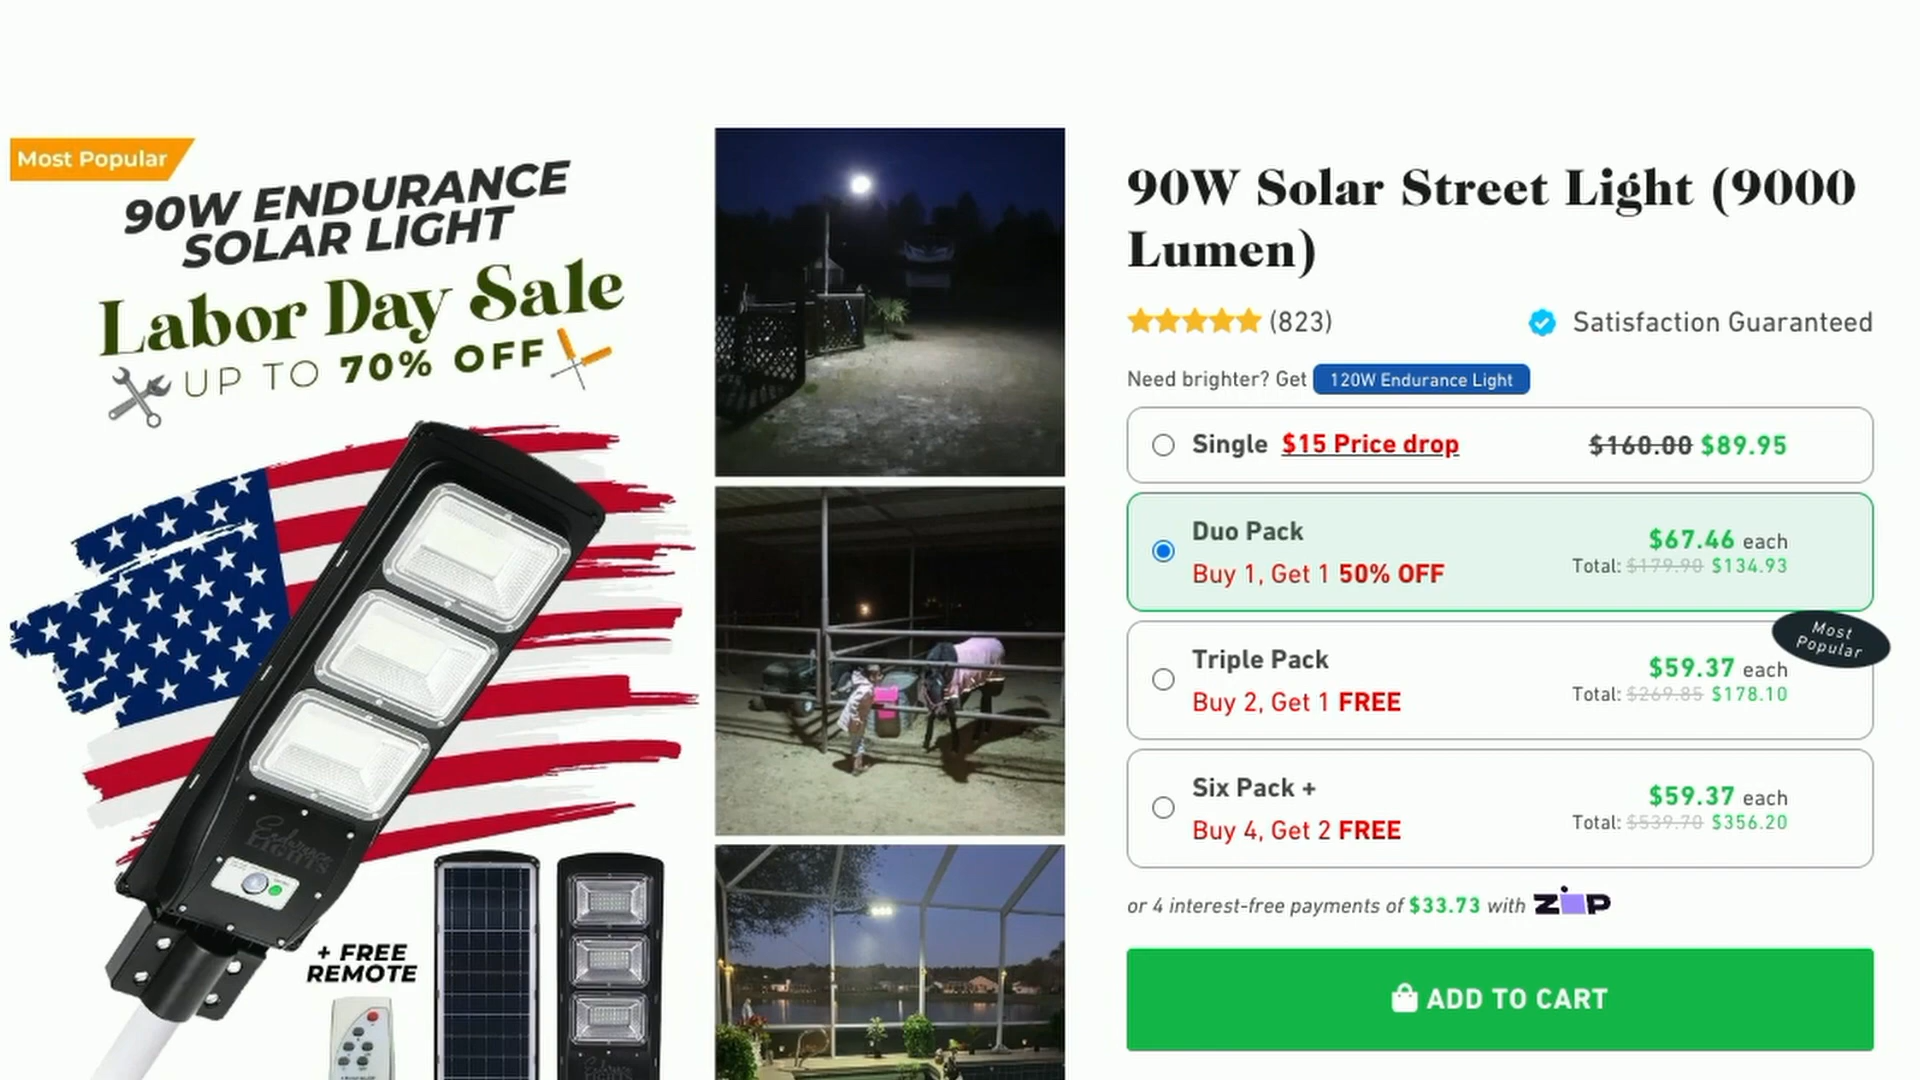 Most Popular
90W ENDURANCE
SOLAR LIGHT
Labor Day Sale
UP TO 70% OFF
+ FREE
REMOTE
90W Solar Street Light (9000
Lumen)
(823)
Satisfaction Guaranteed
Need brighter? Get 120W Endurance Light
Single $15 Price drop $160.00 $89.95
Duo Pack
Buy 1, Get 1 50% OFF
$67.46 each
Total: $179.90 $134.93
Most
Popular
Triple Pack
Buy 2, Get 1 FREE
$59.37 each
Total: $269.85 $178.10
Six Pack +
Buy 4, Get 2 FREE
$59.37 each
Total: $539.70 $356.20
or 4 interest-free payments of $33.73 with ZIP
ADD TO CART